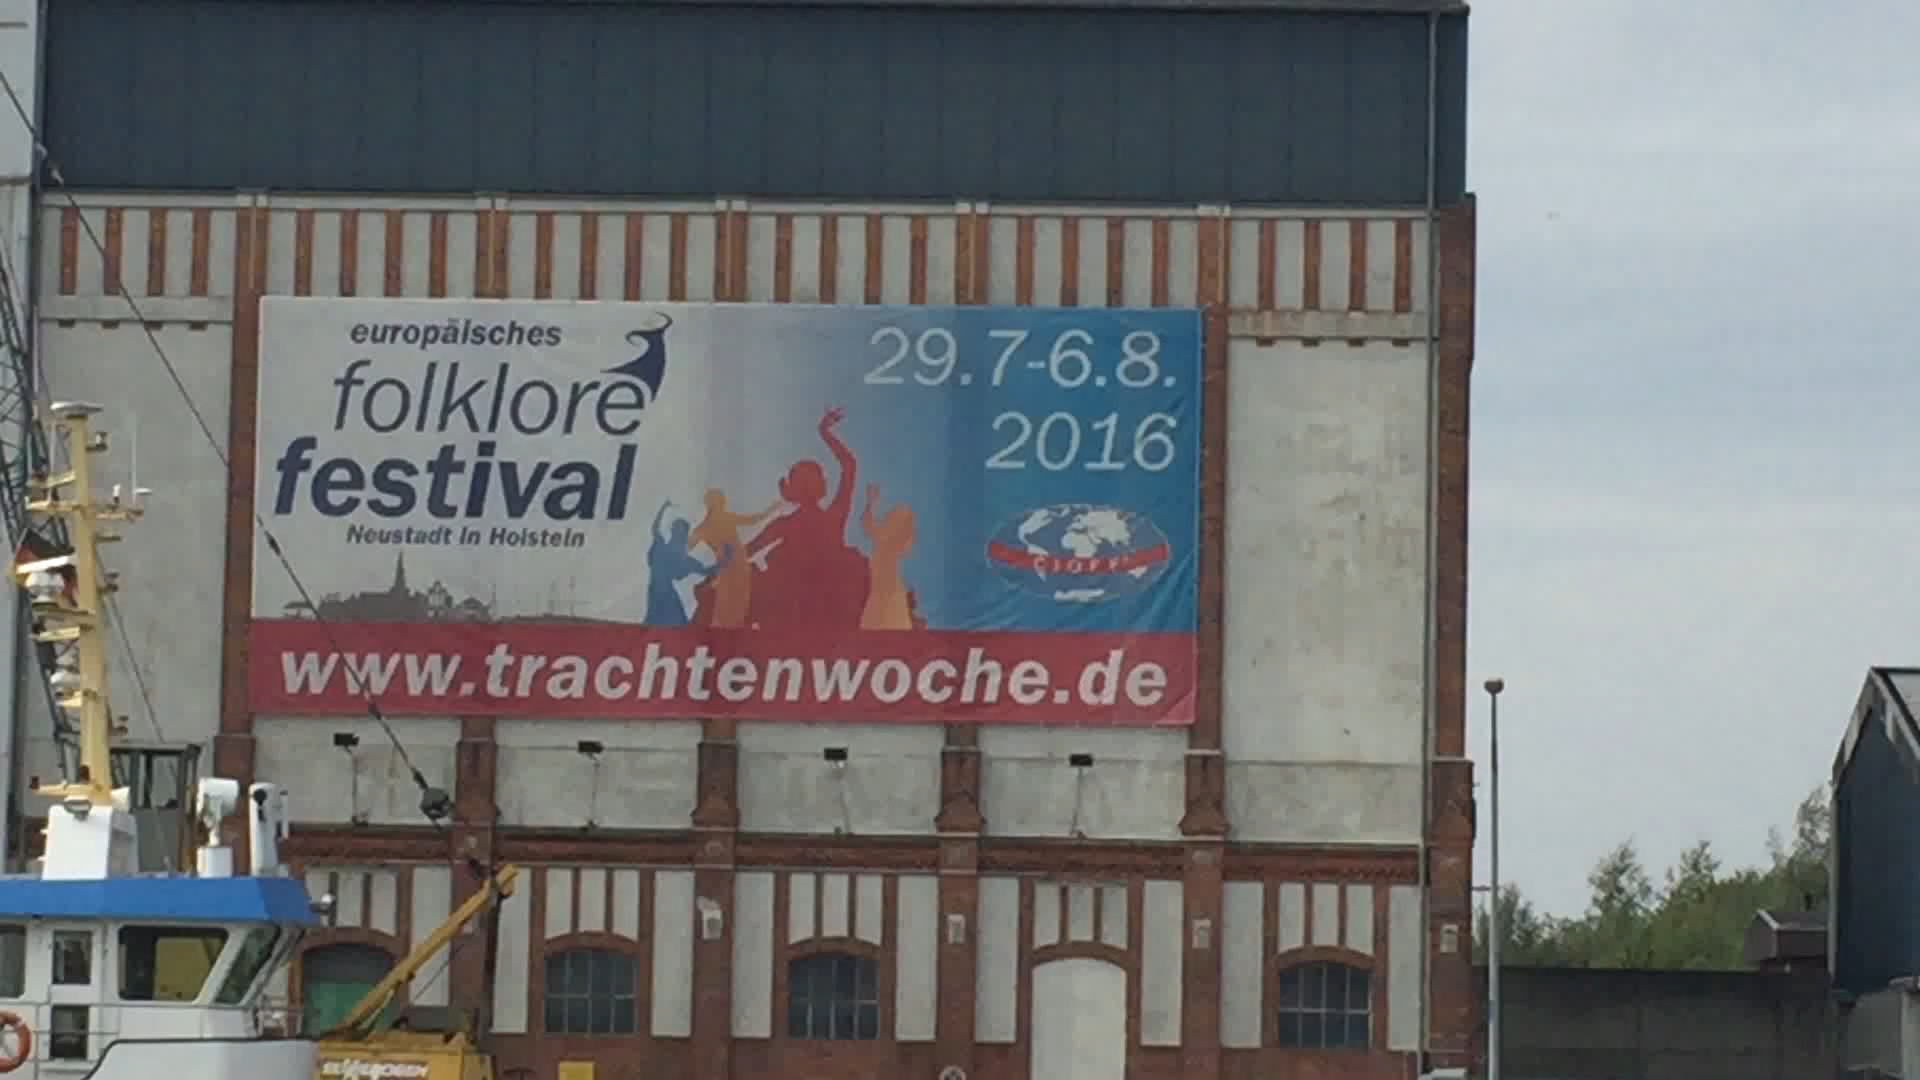 europäisches
folklore
festival
Neustadt in Holstein
29.7-6.8.
2016
CIOFF
www.trachtenwoche.de